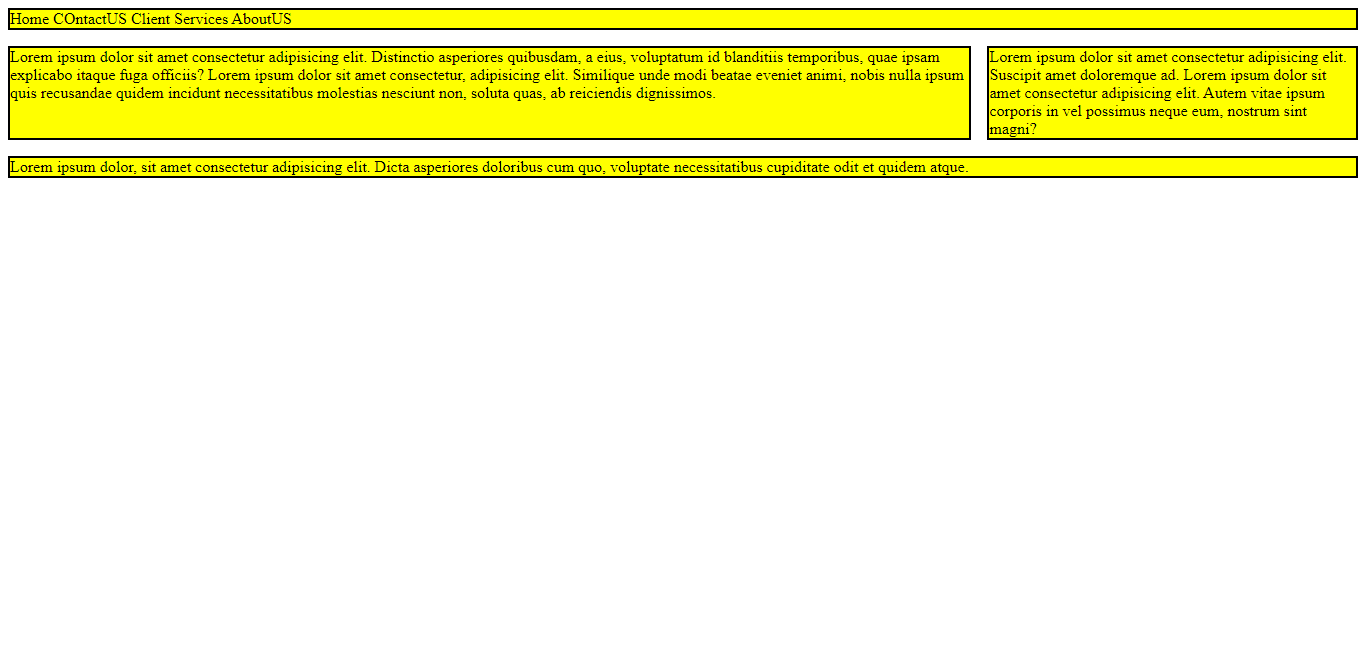 Home COntactUS Client Services AboutUS
Lorem ipsum dolor sit amet consectetur adipisicing elit. Distinctio asperiores quibusdam, a eius, voluptatum id blanditiis temporibus, quae ipsam
explicabo itaque fuga officiis? Lorem ipsum dolor sit amet consectetur, adipisicing elit. Similique unde modi beatae eveniet animi, nobis nulla ipsum
quis recusandae quidem incidunt necessitatibus molestias nesciunt non, soluta quas, ab reiciendis dignissimos.
Lorem ipsum dolor sit amet consectetur adipisicing elit.
Suscipit amet doloremque ad. Lorem ipsum dolor sit
amet consectetur adipisicing elit. Autem vitae ipsum
corporis in vel possimus neque eum, nostrum sint
magni?
Lorem ipsum dolor, sit amet consectetur adipisicing elit. Dicta asperiores doloribus cum quo, voluptate necessitatibus cupiditate odit et quidem atque.